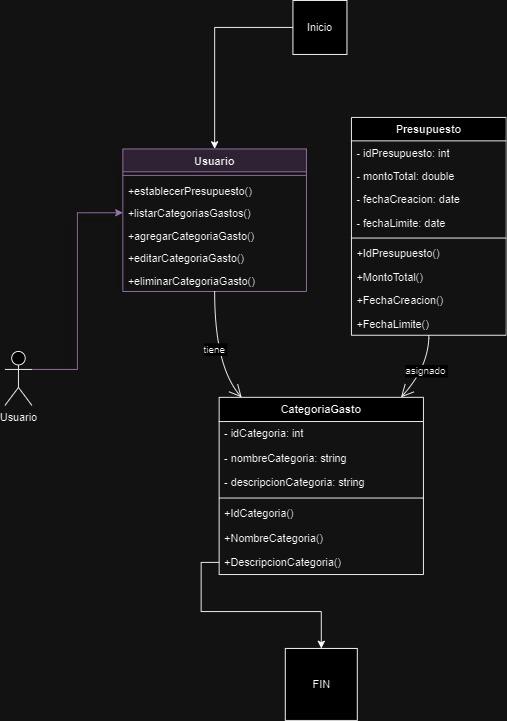 Inicio
Presupuesto
- idPresupuesto: int
- montoTotal: double
- fechaCreacion: date
- fechaLimite: date
+IdPresupuesto()
+MontoTotal()
+FechaCreacion()
+FechaLimite()
Usuario
+establecerPresupuesto()
+listarCategoriasGastos()
+agregarCategoriaGasto()
+editarCategoriaGasto()
+eliminarCategoriaGasto()
Usuario
tiene
asignado
CategoriaGasto
- idCategoria: int
- nombreCategoria: string
- descripcionCategoria: string
+IdCategoria()
+NombreCategoria()
+DescripcionCategoria()
FIN